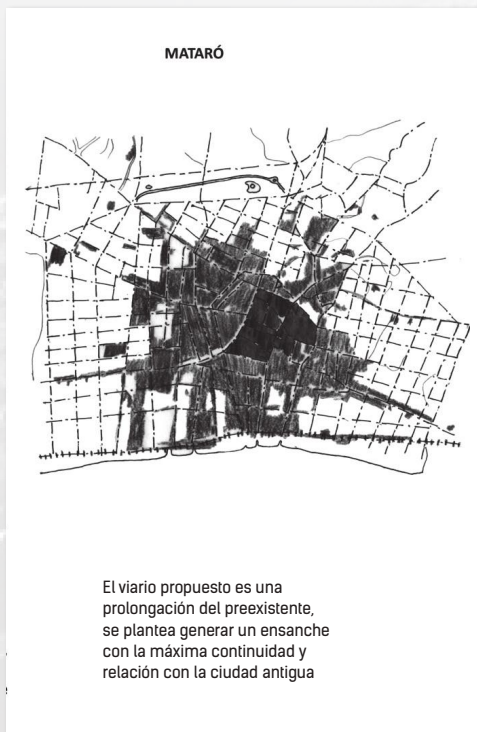 MATARÓ
El viario propuesto es una
prolongación del preexistente,
se plantea generar un ensanche
con la máxima continuidad y
relación con la ciudad antigua